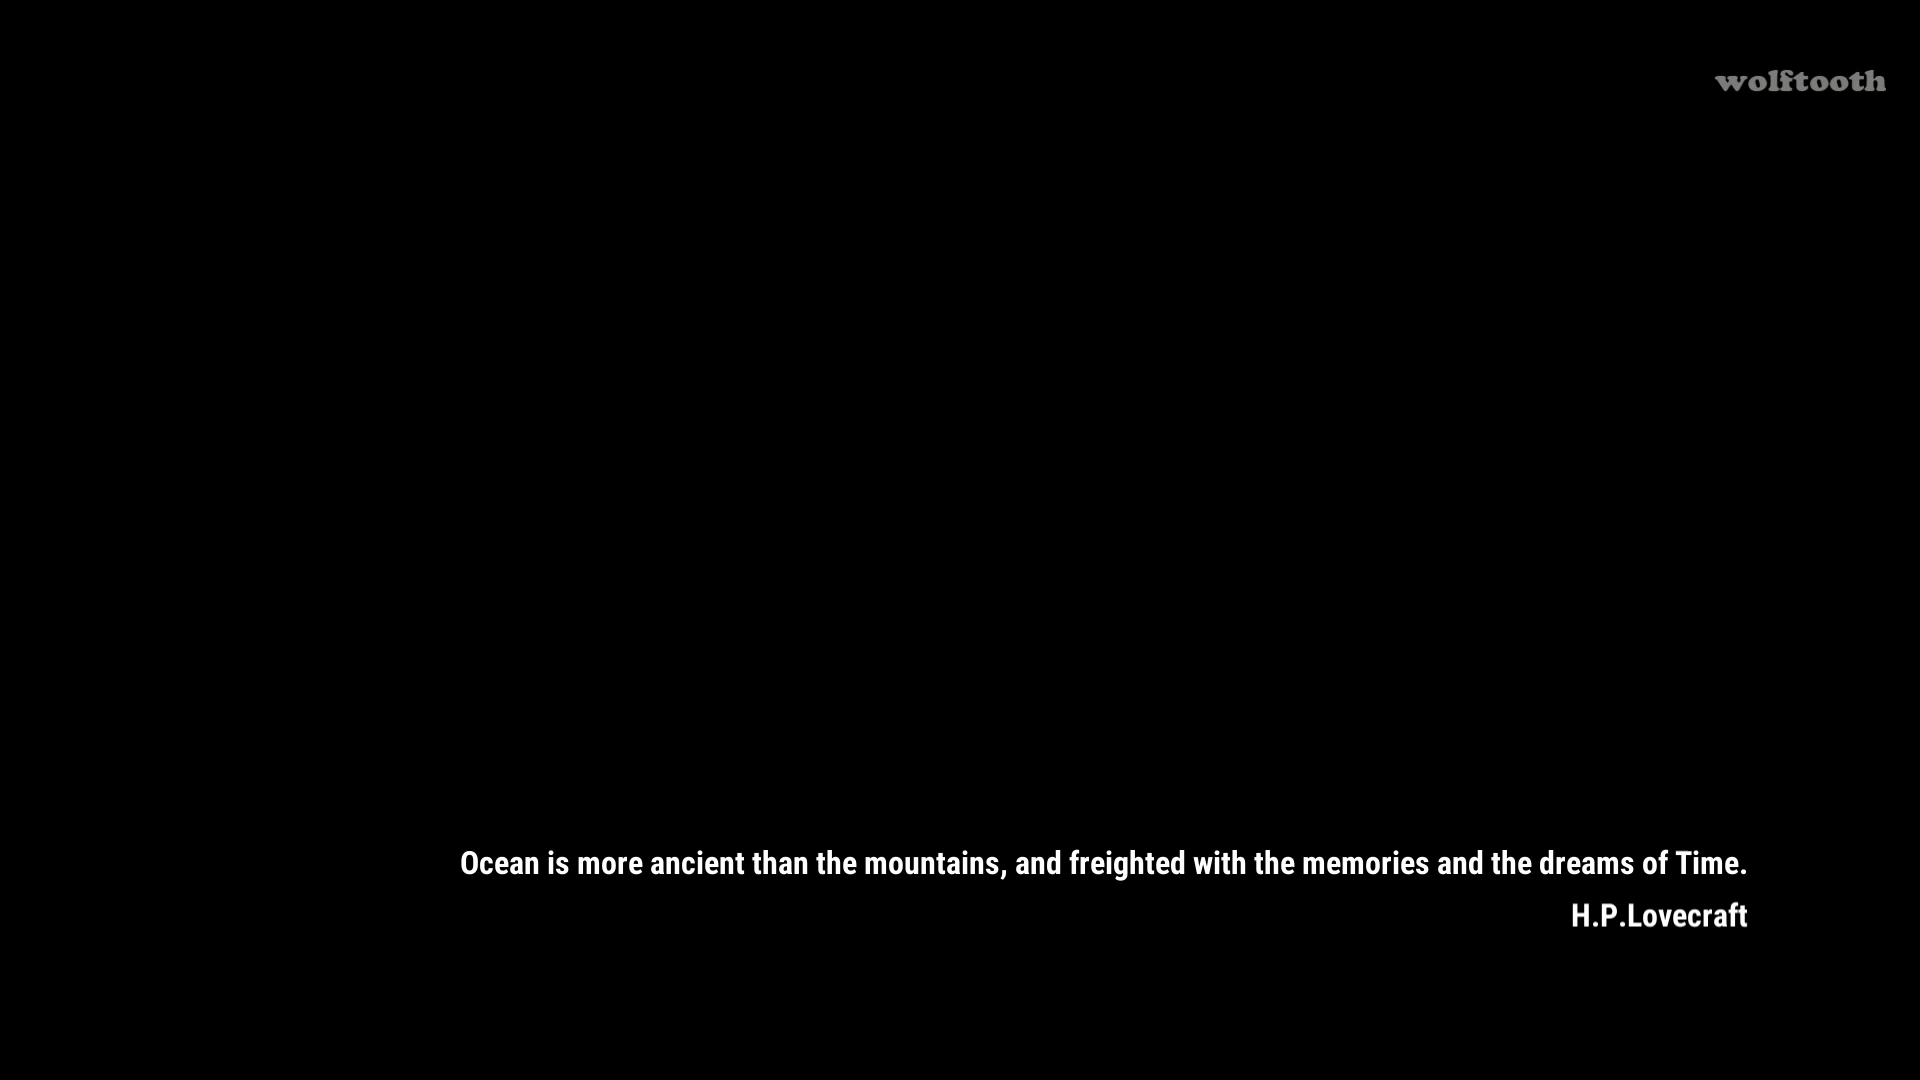 wolftooth
Ocean is more ancient than the mountains, and freighted with the memories and the dreams of Time.
H.P.Lovecraft